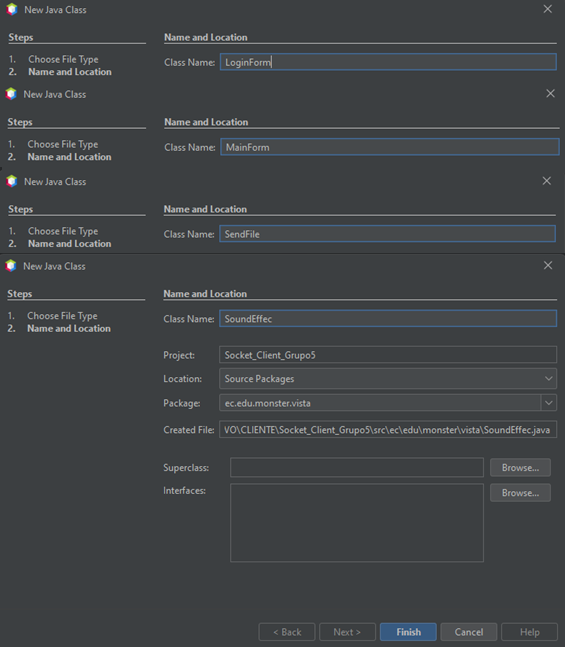 New Java Class
Steps
Name and Location
1. Choose File Type
Class Name: LoginForm
2. Name and Location
New Java Class
Steps
Name and Location
1. Choose File Type
Class Name: MainForm
2. Name and Location
New Java Class
Steps
Name and Location
1. Choose File Type
Class Name: SendFile
2. Name and Location
New Java Class
Steps
Name and Location
1. Choose File Type
Class Name: SoundEffec
2. Name and Location
Project: Socket_Client_Grupo5
Location: Source Packages
Package: ec.edu.monster.vista
Created File: VO\CLIENTE\Socket_Client_Grupo5\src\ec\edu\monster\vista\SoundEffec.java
Superclass: Browse...
Interfaces: Browse...
< Back Next > Finish Cancel Help